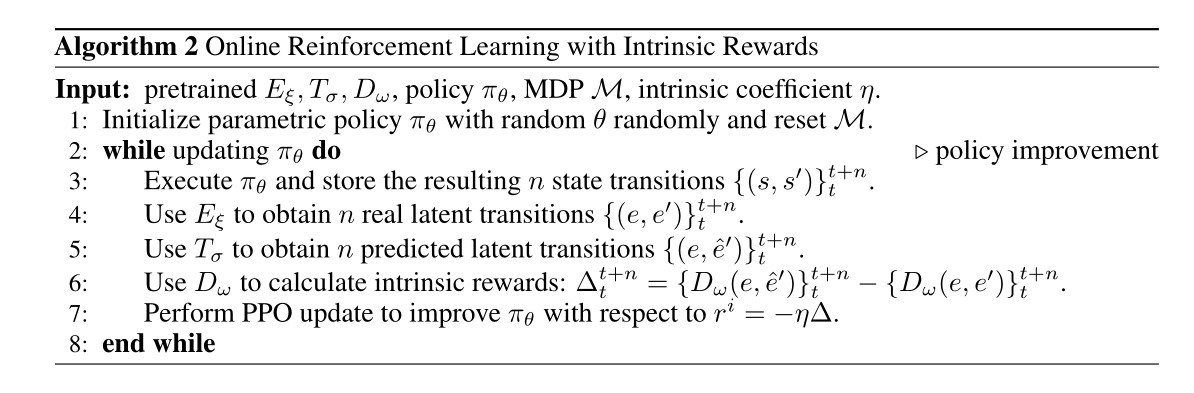 Algorithm 2 Online Reinforcement Learning with Intrinsic Rewards
Input: pretrained $E_\xi, T_\sigma, D_\omega$, policy $\pi_\theta$, MDP $\mathcal{M}$, intrinsic coefficient $\eta$.
1: Initialize parametric policy $\pi_\theta$ with random $\theta$ randomly and reset $\mathcal{M}$.
2: while updating $\pi_\theta$ do ▷ policy improvement
3: Execute $\pi_\theta$ and store the resulting $n$ state transitions $\{(s, s')\}_t^{t+n}$.
4: Use $E_\xi$ to obtain $n$ real latent transitions $\{(e, e')\}_t^{t+n}$.
5: Use $T_\sigma$ to obtain $n$ predicted latent transitions $\{(e, \hat{e}')\}_t^{t+n}$.
6: Use $D_\omega$ to calculate intrinsic rewards: $\Delta_t^{t+n} = \{D_\omega(e, \hat{e}')\}_t^{t+n} - \{D_\omega(e, e')\}_t^{t+n}$.
7: Perform PPO update to improve $\pi_\theta$ with respect to $r^i = -\eta\Delta$.
8: end while